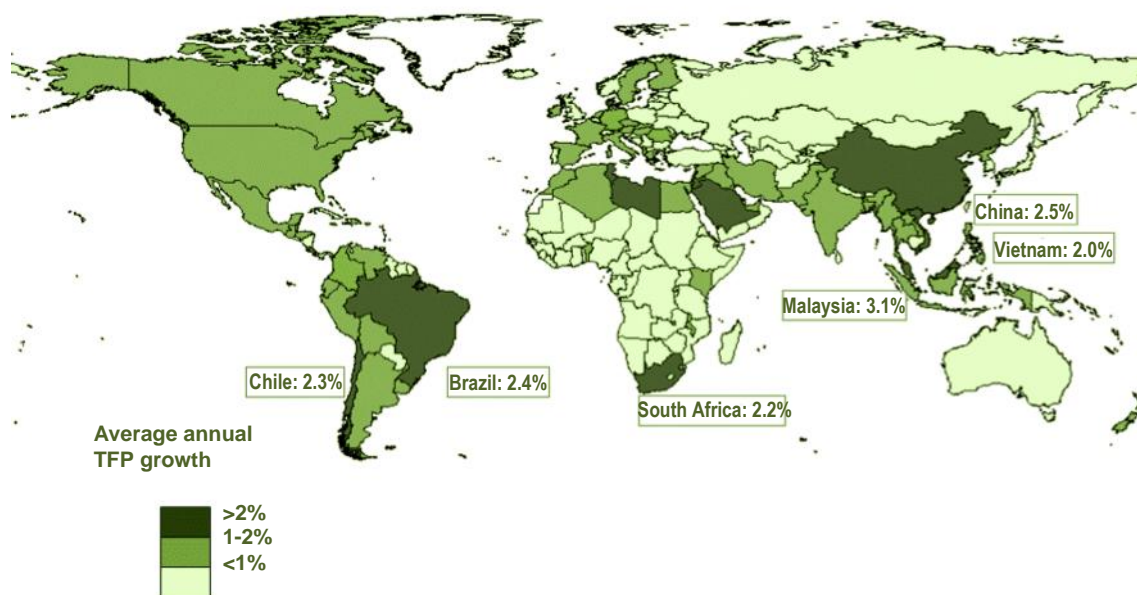 China: 2.5%
Vietnam: 2.0%
Malaysia: 3.1%
Chile: 2.3%
Brazil: 2.4%
South Africa: 2.2%
Average annual
TFP growth
>2%
1-2%
<1%